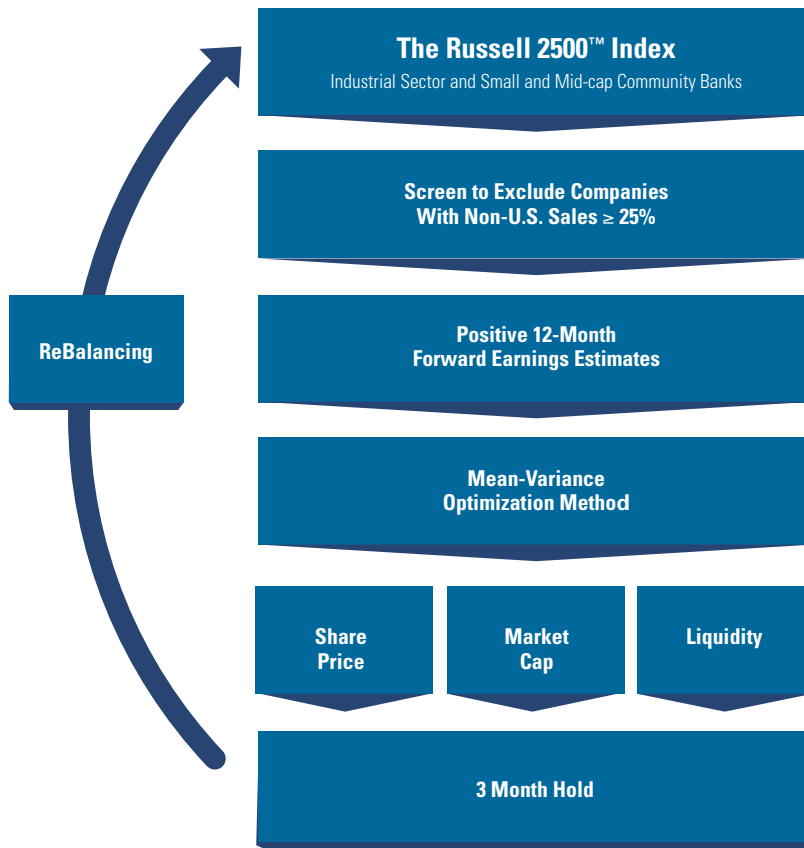 The Russell 2500™ Index
Industrial Sector and Small and Mid-cap Community Banks
Screen to Exclude Companies
With Non-U.S. Sales ≥ 25%
ReBalancing
Positive 12-Month
Forward Earnings Estimates
Mean-Variance
Optimization Method
Share
Price
Market
Cap
Liquidity
3 Month Hold